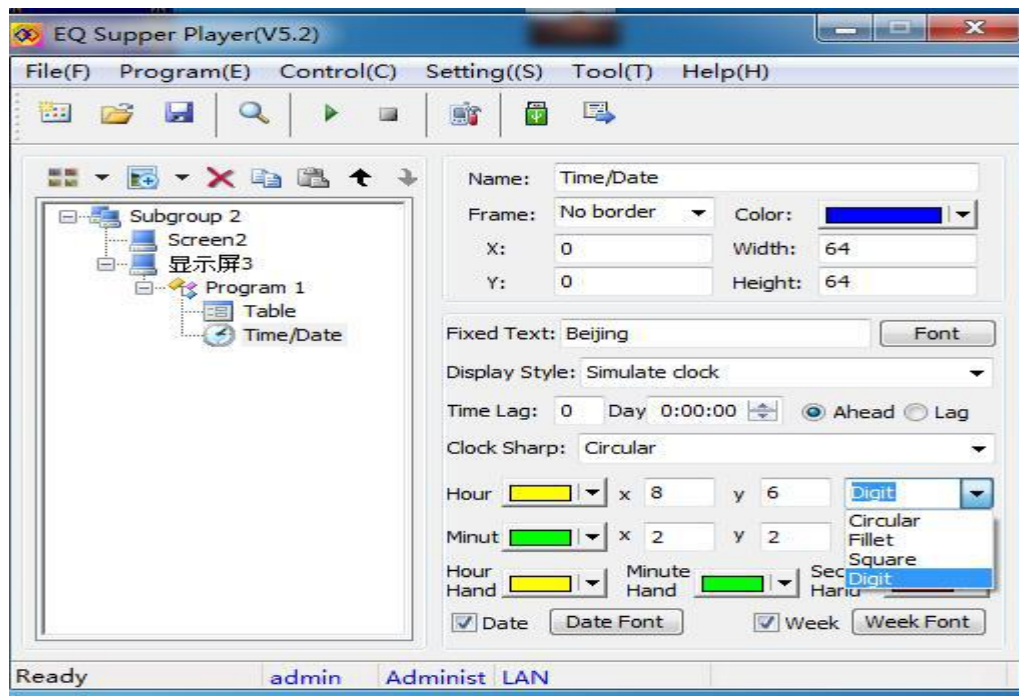 EQ Supper Player(V5.2)
File(F) Program(E) Control(C) Setting((S) Tool(T) Help(H)
Subgroup 2
Screen2
显示屏3
Program 1
Table
Time/Date
Name: Time/Date
Frame: No border Color:
X: 0 Width: 64
Y: 0 Height: 64
Fixed Text: Beijing Font
Display Style: Simulate clock
Time Lag: 0 Day 0:00:00 Ahead Lag
Clock Sharp: Circular
Hour x 8 y 6 Digit
Circular
Fillet
Square
Digit
Minut x 2 y 2
Hour Hand Minute Hand Hand
Date Date Font Week Week Font
Ready admin Administ LAN